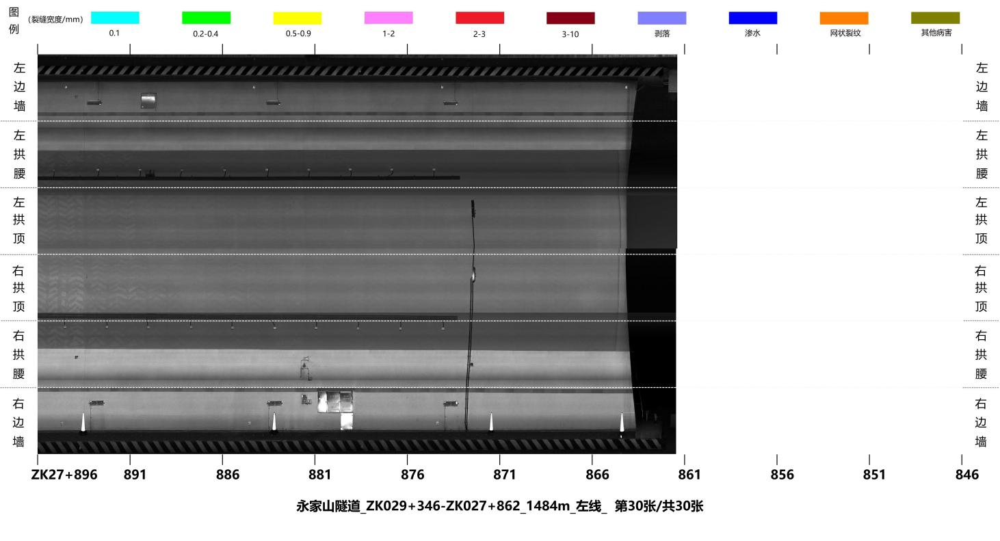 图例 (裂缝宽度/mm) 0.1 0.2-0.4 0.5-0.9 1-2 2-3 3-10 剥落 渗水 网状裂纹 其他病害
左边墙 左边墙
左拱腰 左拱腰
左拱顶 左拱顶
右拱顶 右拱顶
右拱腰 右拱腰
右边墙 右边墙
ZK27+896 891 886 881 876 871 866 861 856 851 846
永家山隧道_ZK029+346-ZK027+862_1484m_左线_ 第30张/共30张